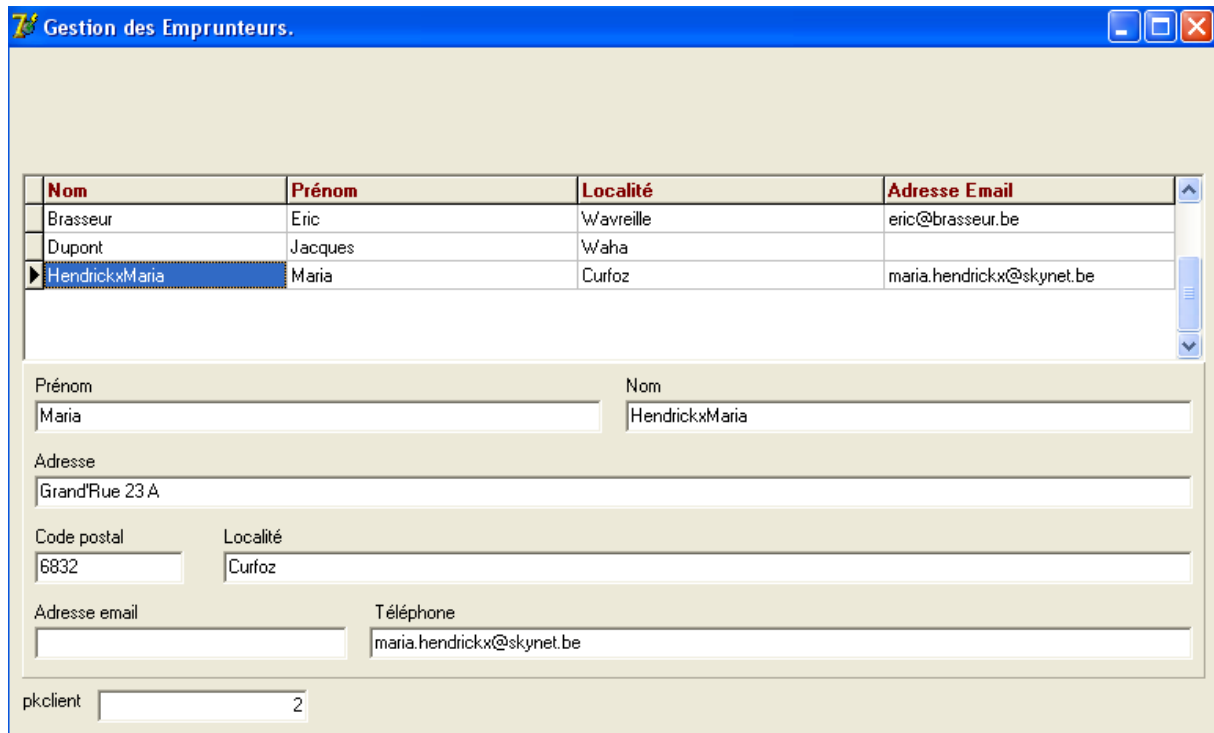 Gestion des Emprunteurs.
Nom Prénom Localité Adresse Email
Brasseur Eric Wavreille eric@brasseur.be
Dupont Jacques Waha
HendrickxMaria Maria Curfoz maria.hendrickx@skynet.be
Prénom Nom
Maria HendrickxMaria
Adresse
Grand'Rue 23 A
Code postal Localité
6832 Curfoz
Adresse email Téléphone
maria.hendrickx@skynet.be
pkclient 2